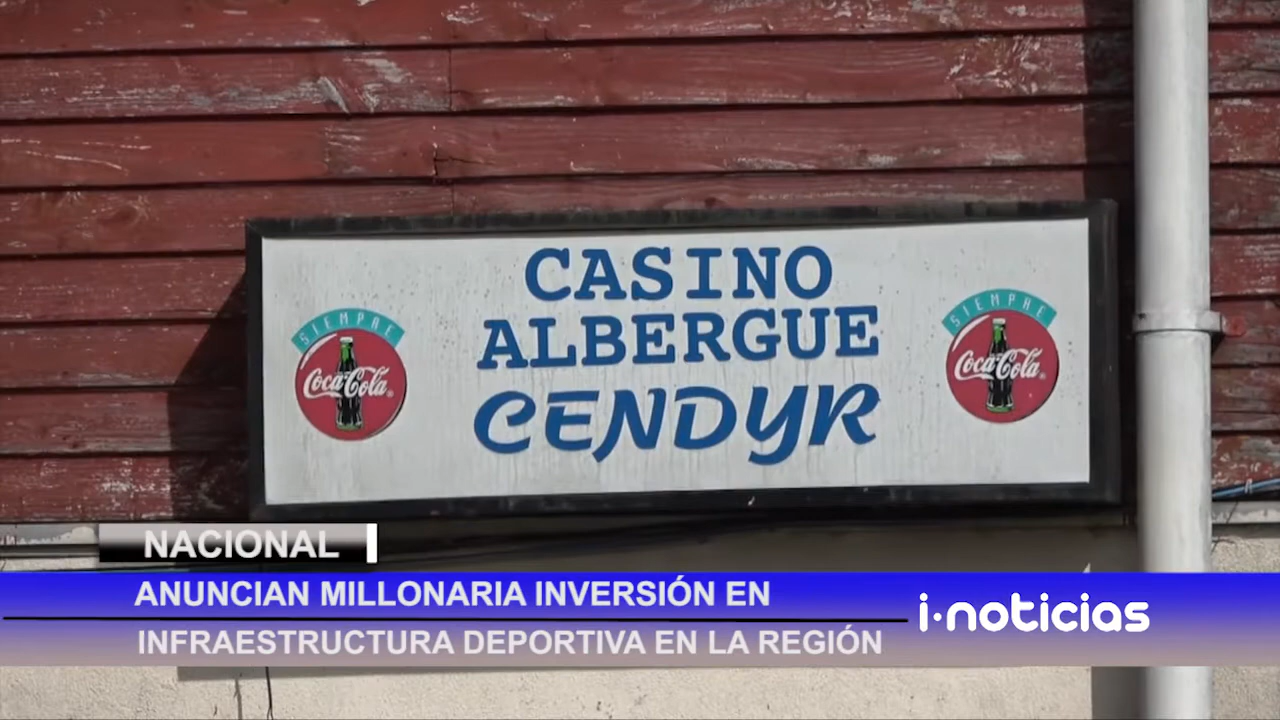 CASINO
ALBERGUE
CENDYR
SIEMPRE
Coca-Cola
SIEMPRE
Coca-Cola
NACIONAL
ANUNCIAN MILLONARIA INVERSIÓN EN
INFRAESTRUCTURA DEPORTIVA EN LA REGIÓN
i·noticias